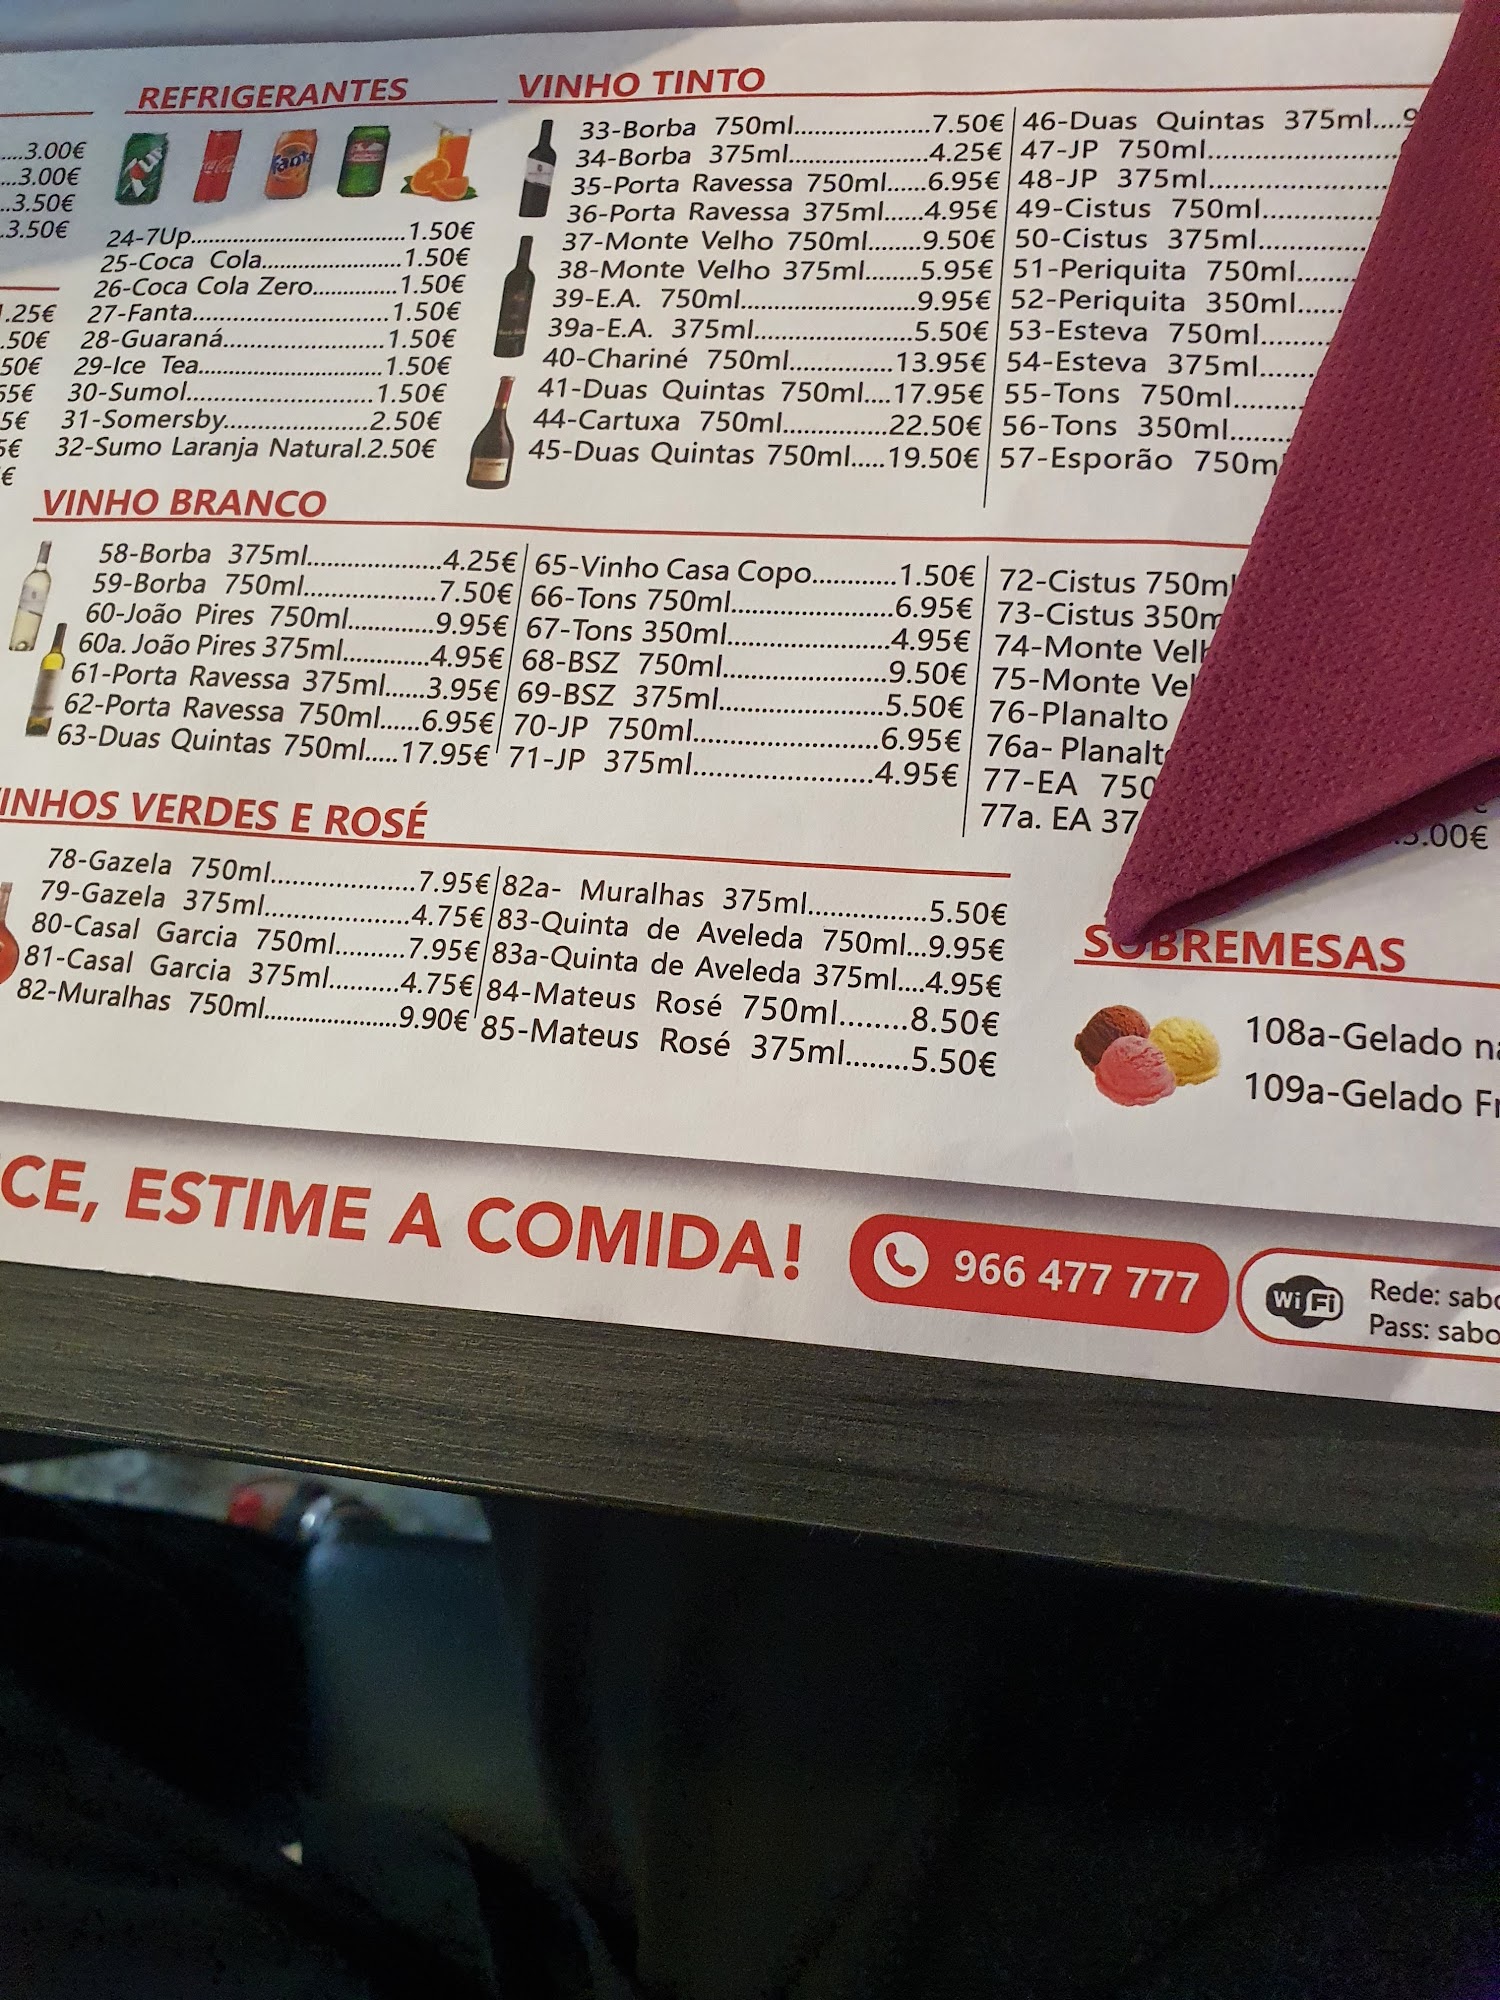 REFRIGERANTES
...3.00€
...3.00€
..3.50€
.3.50€
.25€
.50€
50€
5€
€
24-7Up...1.50€
25-Coca Cola...1.50€
26-Coca Cola Zero...1.50€
27-Fanta...1.50€
28-Guaraná...1.50€
29-Ice Tea...1.50€
30-Sumol...1.50€
31-Somersby...2.50€
32-Sumo Laranja Natural.2.50€
VINHO TINTO
33-Borba 750ml...7.50€
34-Borba 375ml...4.25€
35-Porta Ravessa 750ml......6.95€
36-Porta Ravessa 375ml......4.95€
37-Monte Velho 750ml...9.50€
38-Monte Velho 375ml...5.95€
39-E.A. 750ml...9.95€
39a-E.A. 375ml...5.50€
40-Chariné 750ml...13.95€
41-Duas Quintas 750ml....17.95€
44-Cartuxa 750ml...22.50€
45-Duas Quintas 750ml.....19.50€
46-Duas Quintas 375ml....9
47-JP 750ml...
48-JP 375ml...
49-Cistus 750ml...
50-Cistus 375ml...
51-Periquita 750ml...
52-Periquita 350ml...
53-Esteva 750ml...
54-Esteva 375ml...
55-Tons 750ml...
56-Tons 350ml...
57-Esporão 750m
VINHO BRANCO
58-Borba 375ml...4.25€
59-Borba 750ml...7.50€
60-João Pires 750ml...9.95€
60a. João Pires 375ml...4.95€
61-Porta Ravessa 375ml......3.95€
62-Porta Ravessa 750ml......6.95€
63-Duas Quintas 750ml.....17.95€
65-Vinho Casa Copo...1.50€
66-Tons 750ml...6.95€
67-Tons 350ml...4.95€
68-BSZ 750ml...9.50€
69-BSZ 375ml...5.50€
70-JP 750ml...6.95€
71-JP 375ml...4.95€
72-Cistus 750ml
73-Cistus 350m
74-Monte Vel
75-Monte Ve
76-Planalto
76a- Planalt
77-EA 750
77a. EA 37
.00€
INHOS VERDES E ROSÉ
78-Gazela 750ml...7.95€
79-Gazela 375ml...4.75€
80-Casal Garcia 750ml...7.95€
81-Casal Garcia 375ml...4.75€
82-Muralhas 750ml...9.90€
82a- Muralhas 375ml...5.50€
83-Quinta de Aveleda 750ml...9.95€
83a-Quinta de Aveleda 375ml....4.95€
84-Mateus Rosé 750ml...8.50€
85-Mateus Rosé 375ml...5.50€
SOBREMESAS
108a-Gelado na
109a-Gelado Fr
CE, ESTIME A COMIDA!
966 477 777
WiFi
Rede: sabo
Pass: sabo